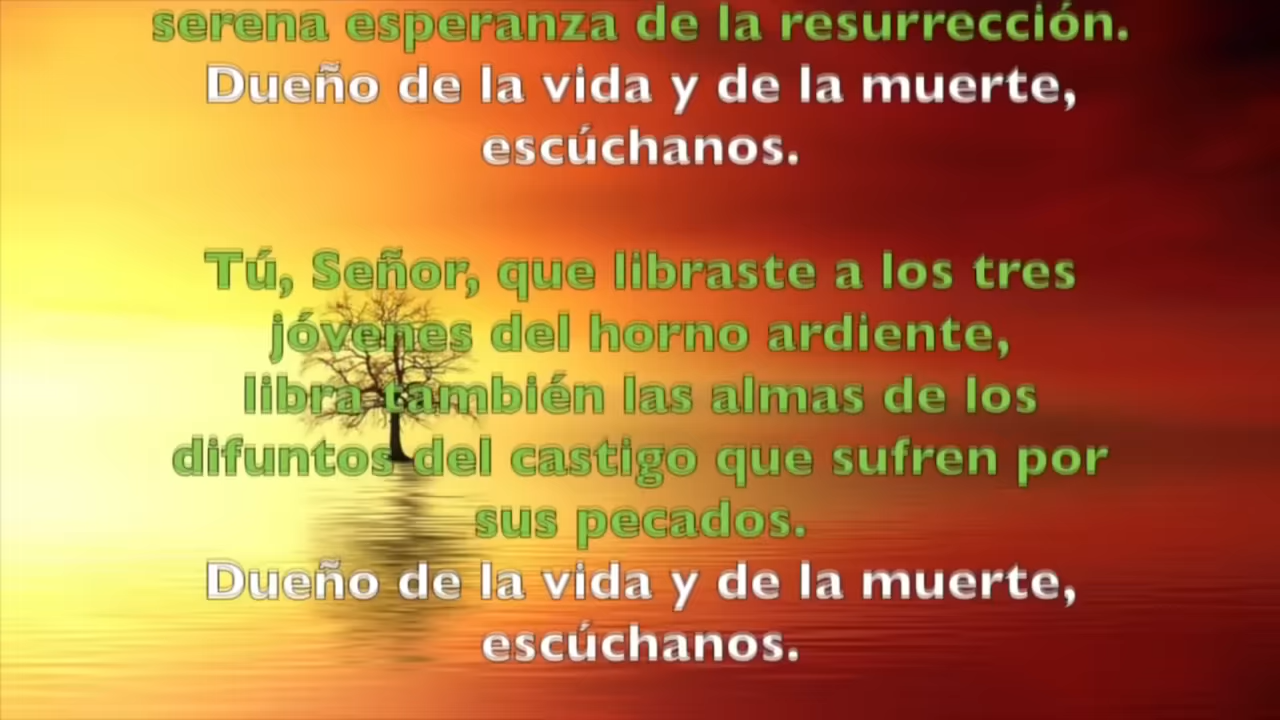 serena esperanza de la resurrección.
Dueño de la vida y de la muerte,
escúchanos.
Tú, Señor, que libraste a los tres
jóvenes del horno ardiente,
libra también las almas de los
difuntos del castigo que sufren por
sus pecados.
Dueño de la vida y de la muerte,
escúchanos.